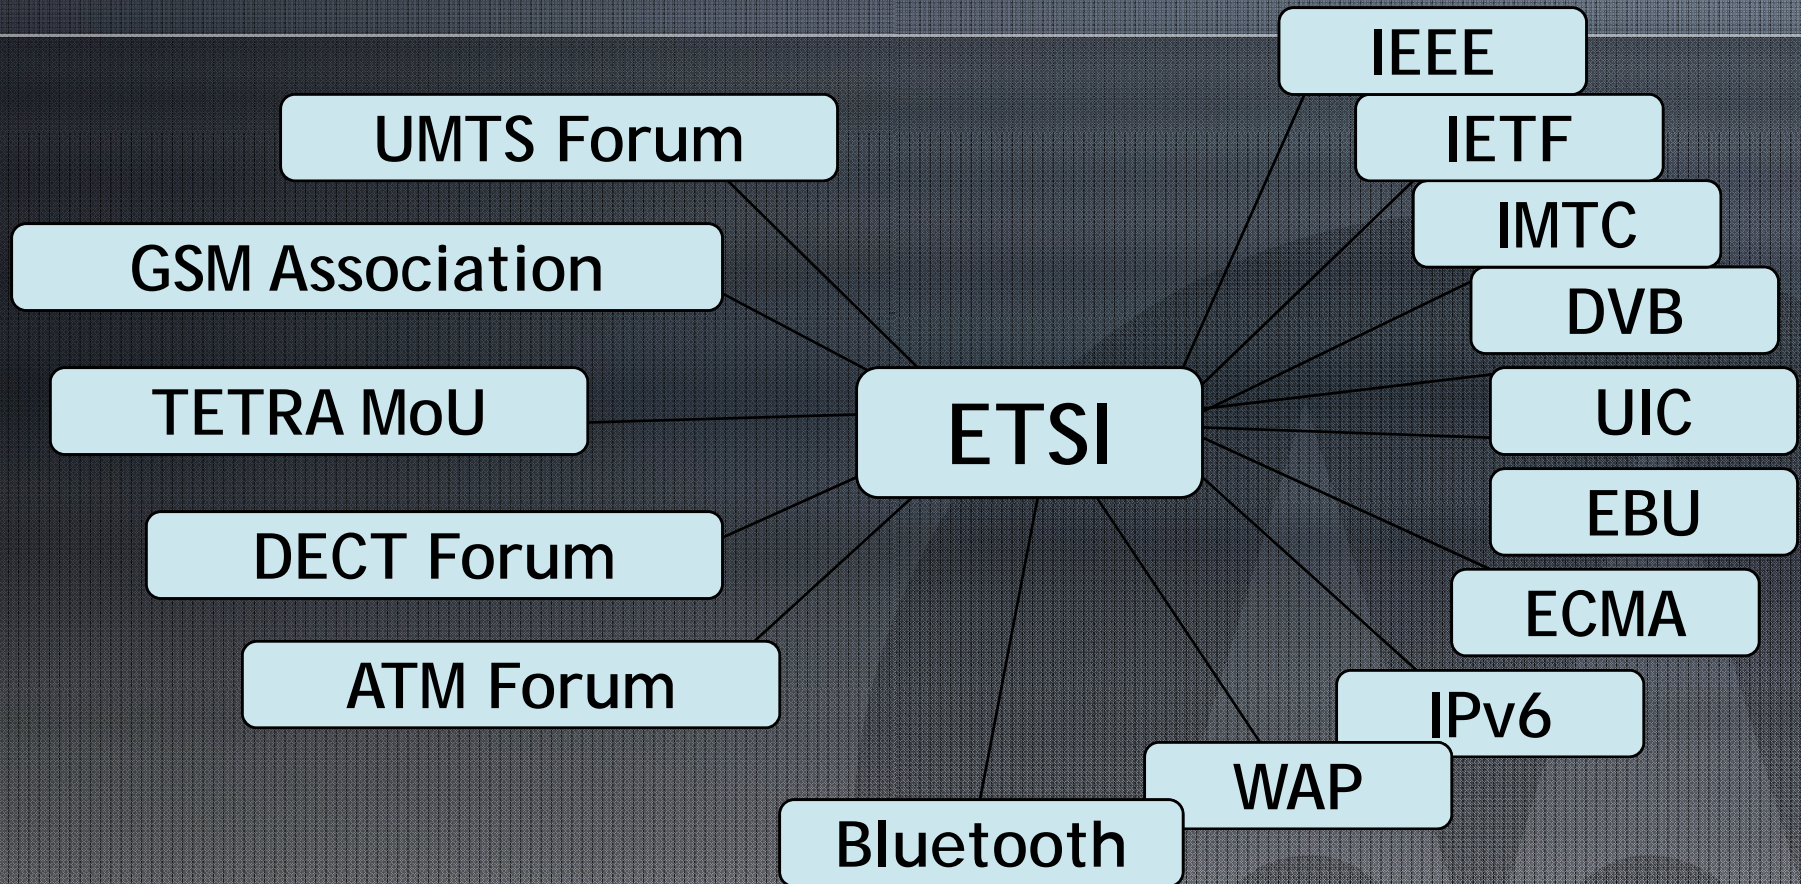 IEEE
UMTS Forum
IETF
IMTC
GSM Association
DVB
TETRA MoU
ETSI
UIC
EBU
DECT Forum
ECMA
ATM Forum
IPv6
WAP
Bluetooth